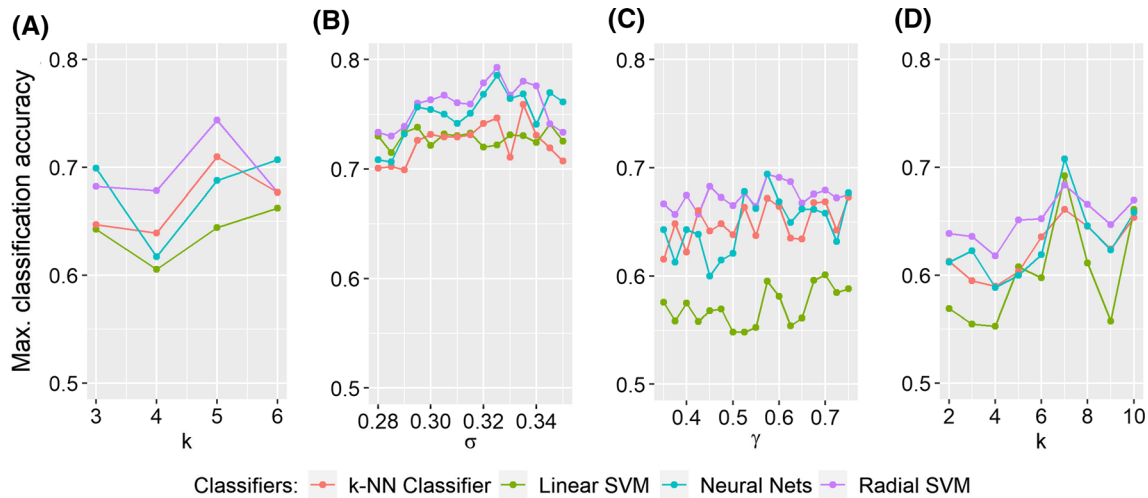 (A)
(B)
(C)
(D)
Max. classification accuracy
0.8
0.7
0.6
0.5
3 4 5 6
k
0.8
0.7
0.6
0.5
0.28 0.30 0.32 0.34
σ
0.8
0.7
0.6
0.5
0.4 0.5 0.6 0.7
γ
0.8
0.7
0.6
0.5
2 4 6 8 10
k
Classifiers: k-NN Classifier Linear SVM Neural Nets Radial SVM